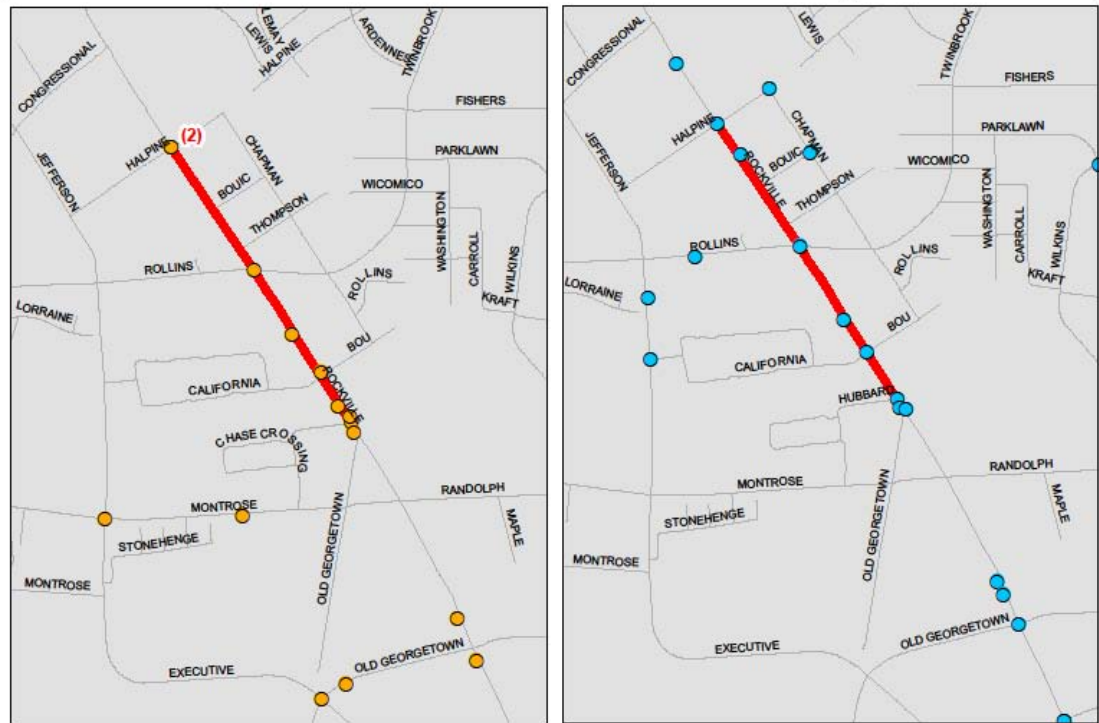 LEMAY
LEWIS
HALPINE
ARDENNES
TWINBROOK
CONGRESSIONAL
FISHERS
(2)
HALPINE
JEFFERSON
CHAPMAN
PARKLAWN
BOUIC
WICOMICO
THOMPSON
WASHINGTON
CARROLL
WILKINS
ROLLINS
ROLLINS
KRAFT
LORRAINE
BOU
CALIFORNIA
ROCKVILLE
CHASE CROSSING
MONTROSE
RANDOLPH
STONEHENGE
MAPLE
OLD GEORGETOWN
MONTROSE
EXECUTIVE
OLD GEORGETOWN
LEWIS
TWINBROOK
CONGRESSIONAL
FISHERS
HALPINE
JEFFERSON
CHAPMAN
PARKLAWN
ROCKVILLE
BOUIC
WICOMICO
THOMPSON
WASHINGTON
CARROLL
WILKINS
ROLLINS
ROLLINS
LORRAINE
KRAFT
BOU
CALIFORNIA
HUBBARD
MONTROSE
RANDOLPH
STONEHENGE
MAPLE
OLD GEORGETOWN
MONTROSE
EXECUTIVE
OLD GEORGETOWN